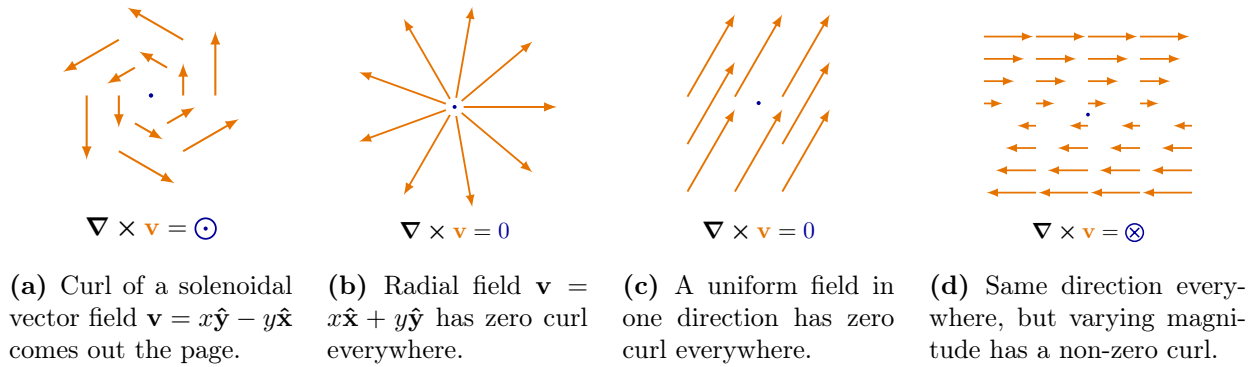 ∇ × v = ⊙
∇ × v = 0
∇ × v = 0
∇ × v = ⊗
(a) Curl of a solenoidal
vector field v = xŷ − yx̂
comes out the page.
(b) Radial field v =
xx̂ + yŷ has zero curl
everywhere.
(c) A uniform field in
one direction has zero
curl everywhere.
(d) Same direction every-
where, but varying magni-
tude has a non-zero curl.